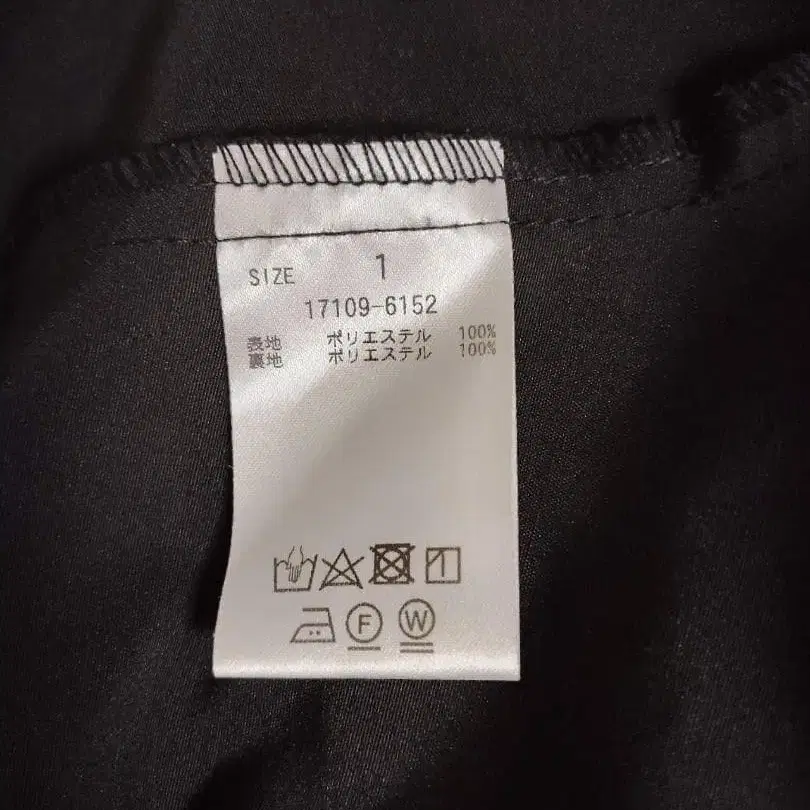 SIZE 1
17109-6152
表地 ポリエステル 100%
裏地 ポリエステル 100%
F W